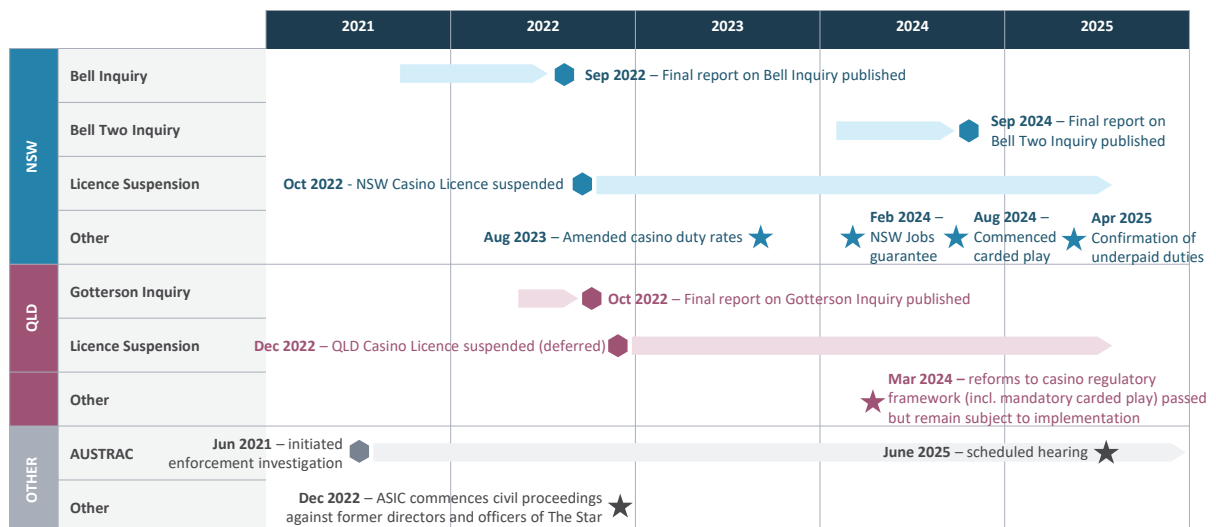 2021 2022 2023 2024 2025
NSW
Bell Inquiry
Sep 2022 – Final report on Bell Inquiry published
Bell Two Inquiry
Sep 2024 – Final report on
Bell Two Inquiry published
Licence Suspension
Oct 2022 - NSW Casino Licence suspended
Other
Aug 2023 – Amended casino duty rates
Feb 2024 –
NSW Jobs
guarantee
Aug 2024 –
Commenced
carded play
Apr 2025
Confirmation of
underpaid duties
QLD
Gotterson Inquiry
Oct 2022 – Final report on Gotterson Inquiry published
Licence Suspension
Dec 2022 – QLD Casino Licence suspended (deferred)
Other
Mar 2024 – reforms to casino regulatory
framework (incl. mandatory carded play) passed
but remain subject to implementation
OTHER
AUSTRAC
Jun 2021 – initiated
enforcement investigation
June 2025 – scheduled hearing
Other
Dec 2022 – ASIC commences civil proceedings
against former directors and officers of The Star